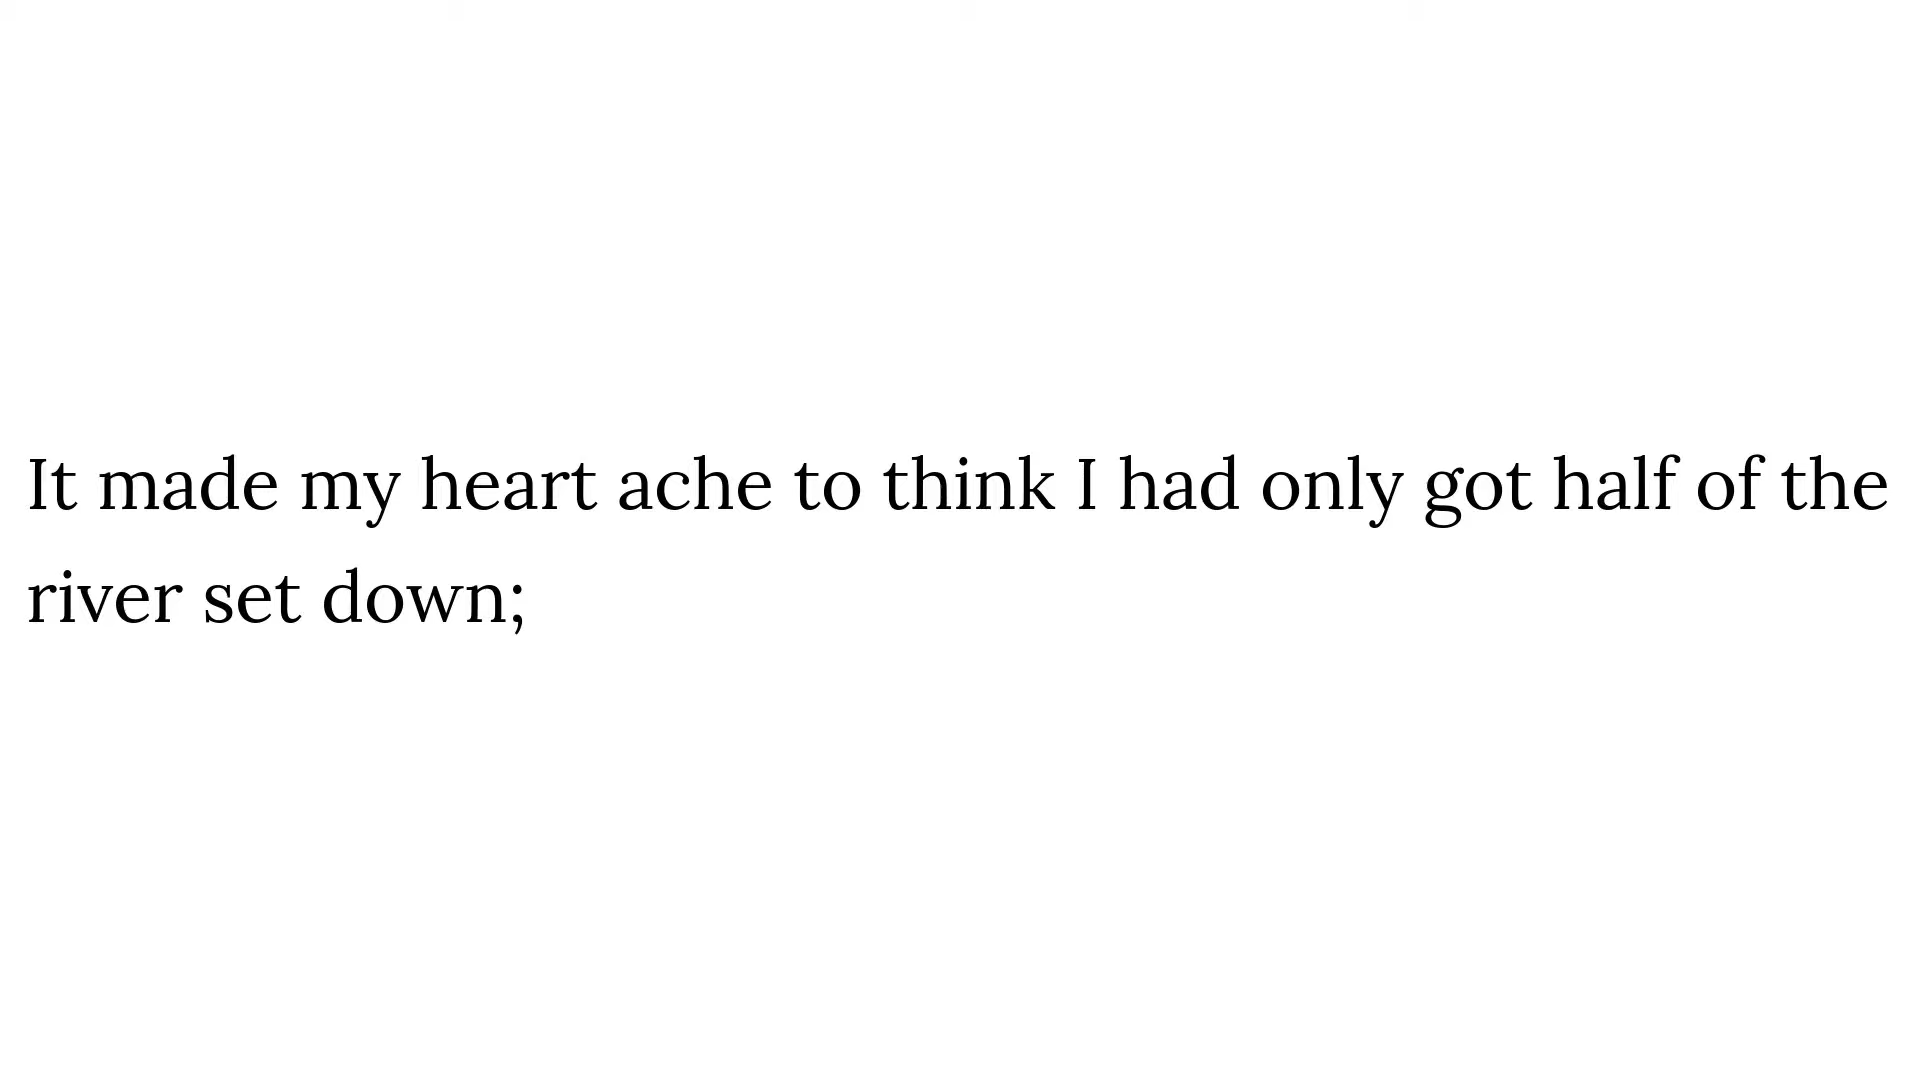 It made my heart ache to think I had only got half of the
river set down;